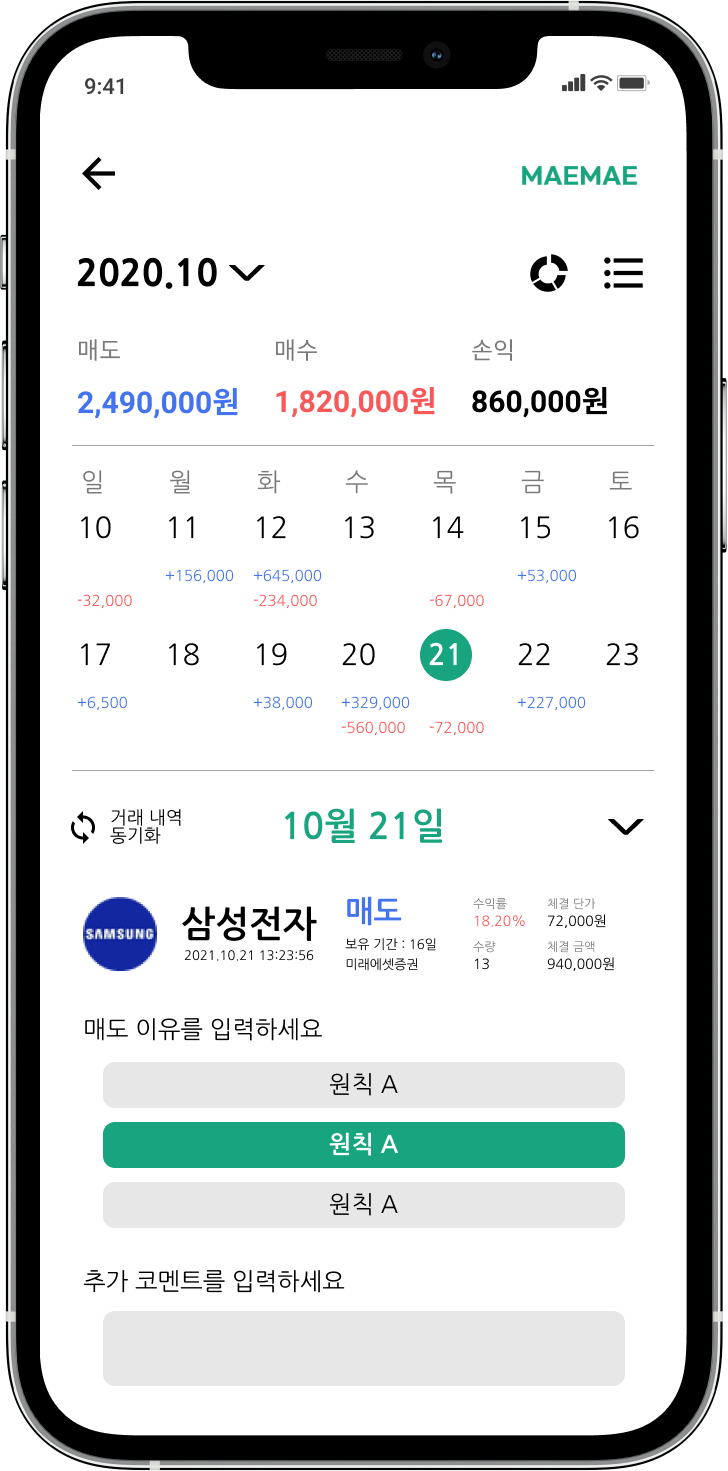 9:41
MAEMAE
2020.10
매도 매수 손익
2,490,000원 1,820,000원 860,000원
일 월 화 수 목 금 토
10 11 12 13 14 15 16
+156,000 +645,000 +53,000
-32,000 -234,000 -67,000
17 18 19 20 21 22 23
+6,500 +38,000 +329,000 +227,000
-560,000 -72,000
거래 내역
동기화
10월 21일
SAMSUNG
삼성전자
2021.10.21 13:23:56
매도
보유 기간 : 16일
미래에셋증권
수익률
18.20%
수량
13
체결 단가
72,000원
체결 금액
940,000원
매도 이유를 입력하세요
원칙 A
원칙 A
원칙 A
추가 코멘트를 입력하세요